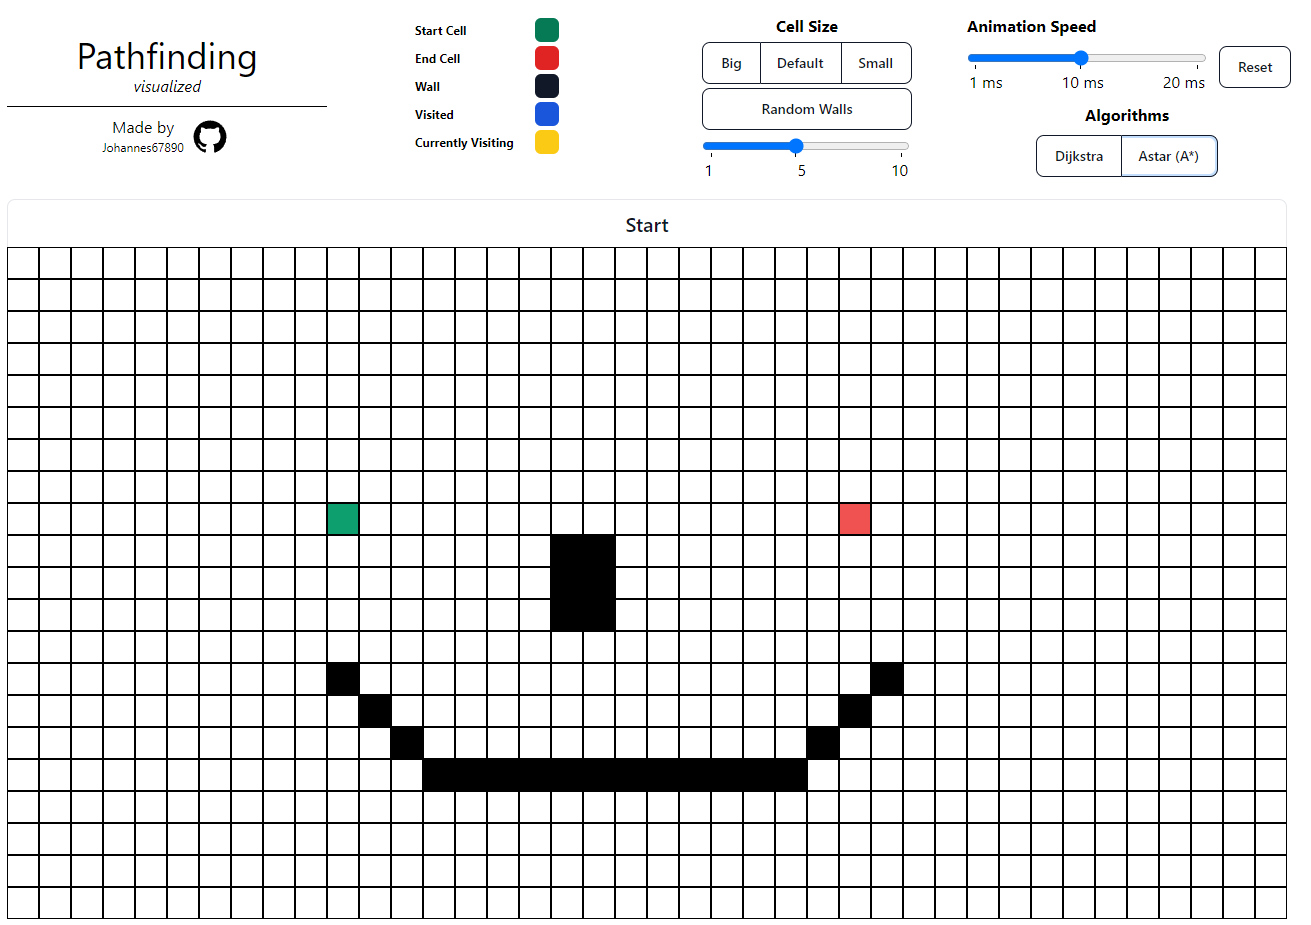 Pathfinding
visualized
Made by
Johannes67890
Start Cell
End Cell
Wall
Visited
Currently Visiting
Cell Size
Big Default Small
Random Walls
1 5 10
Animation Speed
1 ms 10 ms 20 ms
Reset
Algorithms
Dijkstra Astar (A*)
Start